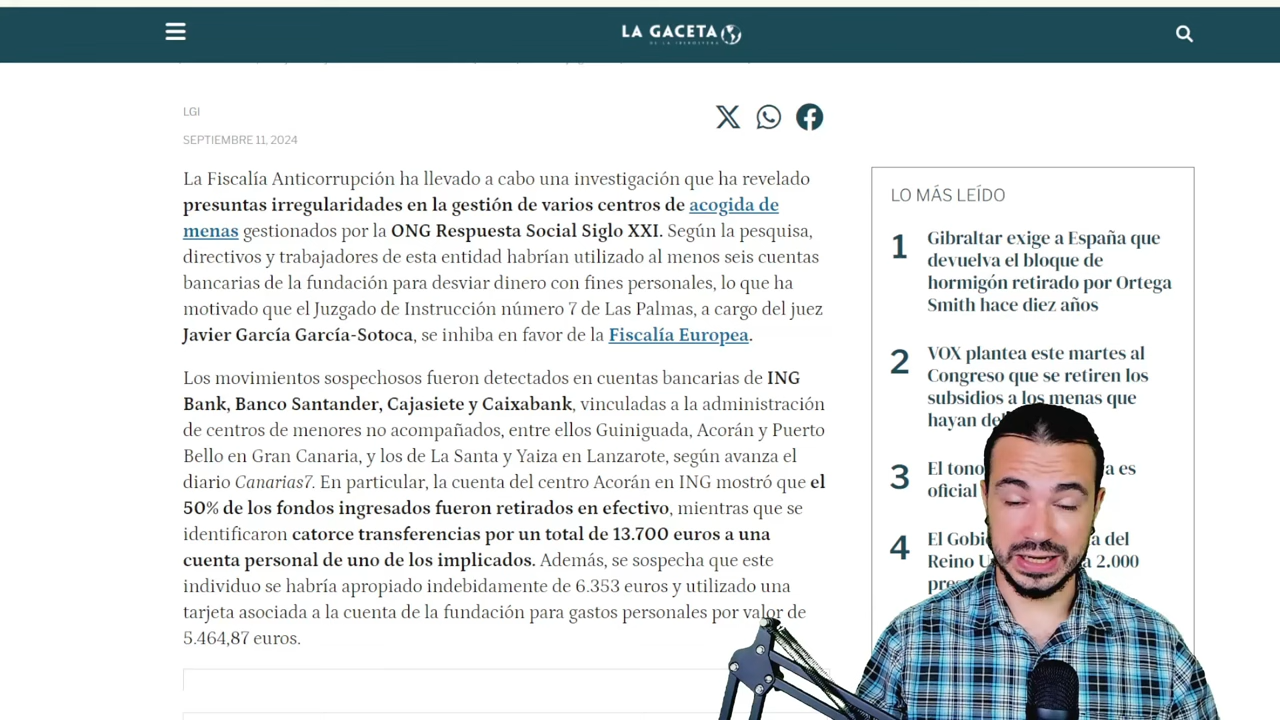 LA GACETA
DE LA IBEROSFERA
LGI
SEPTIEMBRE 11, 2024
La Fiscalía Anticorrupción ha llevado a cabo una investigación que ha revelado
presuntas irregularidades en la gestión de varios centros de acogida de
menas gestionados por la ONG Respuesta Social Siglo XXI. Según la pesquisa,
directivos y trabajadores de esta entidad habrían utilizado al menos seis cuentas
bancarias de la fundación para desviar dinero con fines personales, lo que ha
motivado que el Juzgado de Instrucción número 7 de Las Palmas, a cargo del juez
Javier García García-Sotoca, se inhiba en favor de la Fiscalía Europea.
Los movimientos sospechosos fueron detectados en cuentas bancarias de ING
Bank, Banco Santander, Cajasiete y Caixabank, vinculadas a la administración
de centros de menores no acompañados, entre ellos Guiniguada, Acorán y Puerto
Bello en Gran Canaria, y los de La Santa y Yaiza en Lanzarote, según avanza el
diario Canarias7. En particular, la cuenta del centro Acorán en ING mostró que el
50% de los fondos ingresados fueron retirados en efectivo, mientras que se
identificaron catorce transferencias por un total de 13.700 euros a una
cuenta personal de uno de los implicados. Además, se sospecha que este
individuo se habría apropiado indebidamente de 6.353 euros y utilizado una
tarjeta asociada a la cuenta de la fundación para gastos personales por valor de
5.464,87 euros.
LO MÁS LEÍDO
1 Gibraltar exige a España que
devuelva el bloque de
hormigón retirado por Ortega
Smith hace diez años
2 VOX plantea este martes al
Congreso que se retiren los
subsidios a los menas que
hayan
3 El es
oficial
4 El del
2.000